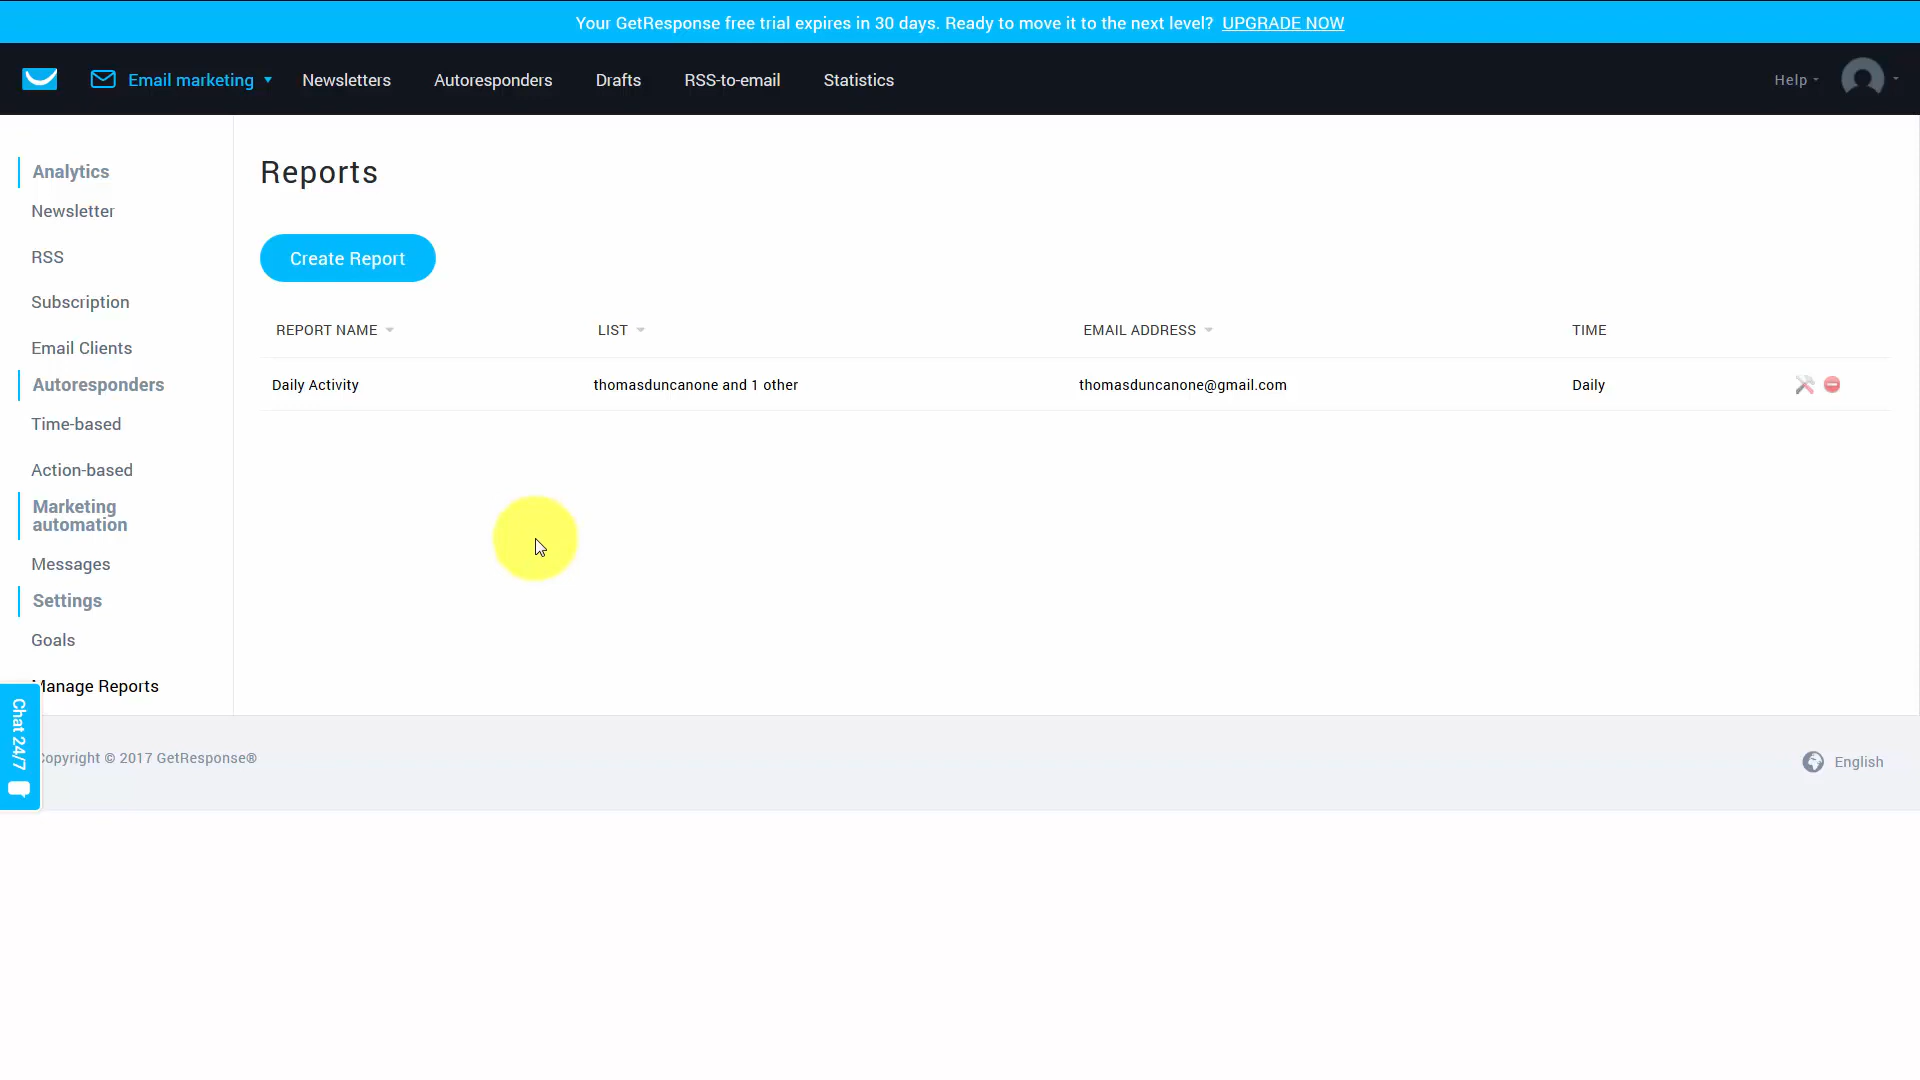 Your GetResponse free trial expires in 30 days. Ready to move it to the next level? UPGRADE NOW
Email marketing
Newsletters
Autoresponders
Drafts
RSS-to-email
Statistics
Help
Analytics
Newsletter
RSS
Subscription
Email Clients
Autoresponders
Time-based
Action-based
Marketing
automation
Messages
Settings
Goals
Manage Reports
Reports
Create Report
REPORT NAME
LIST
EMAIL ADDRESS
TIME
Daily Activity
thomasduncanone and 1 other
thomasduncanone@gmail.com
Daily
Chat 24/7
Copyright © 2017 GetResponse®
English